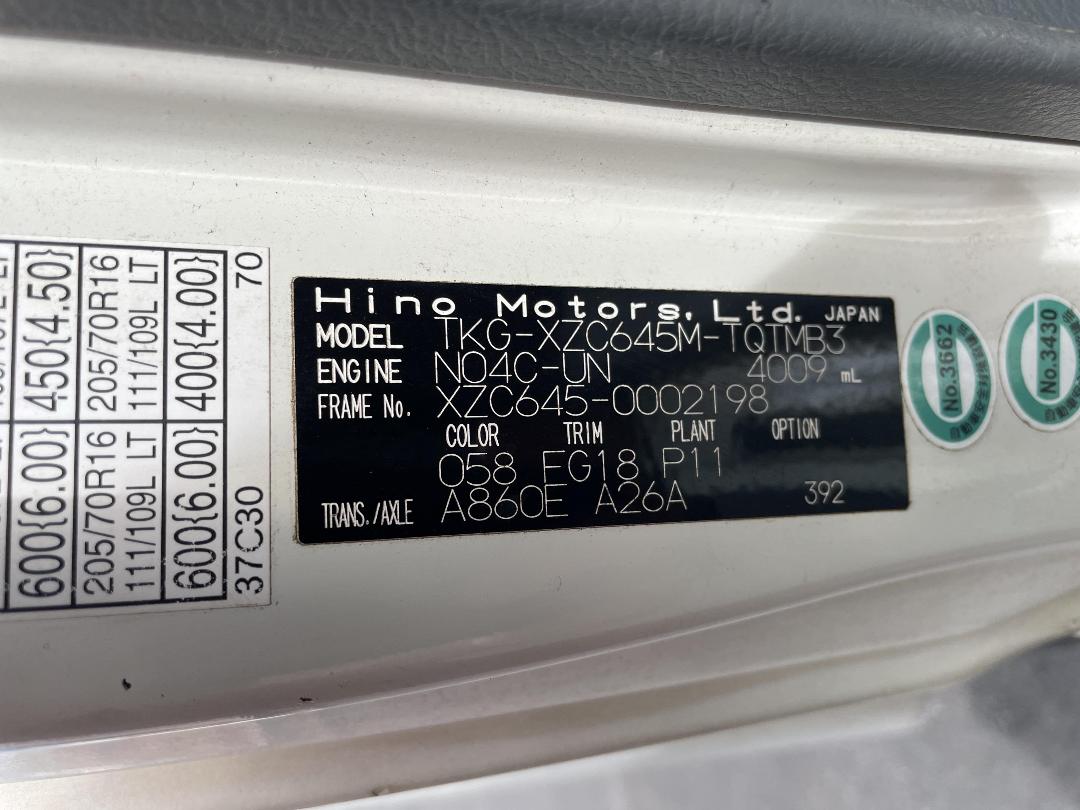 Hino Motors, Ltd. JAPAN
MODEL TKG-XZC645M-TQTMB3
ENGINE N04C-UN 4009 mL
FRAME No. XZC645-0002198
COLOR TRIM PLANT OPTION
058 EG18 P11
TRANS./AXLE A860E A26A 392
600{6.00} 450{4.50}
205/70R16 205/70R16
111/109L LT 111/109L LT
600{6.00} 400{4.00}
37C30 70
No.3662
No.3430